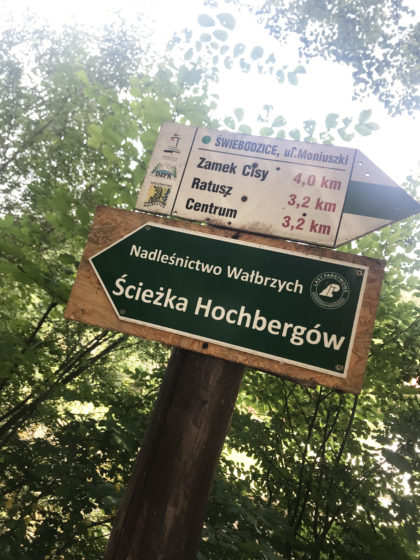 ŚWIEBODZICE, ul. Moniuszki
Zamek Cisy 4,0 km
Ratusz 3,2 km
Centrum 3,2 km
DZPK
Nadleśnictwo Wałbrzych
Ścieżka Hochbergów
LASY PAŃSTWOWE